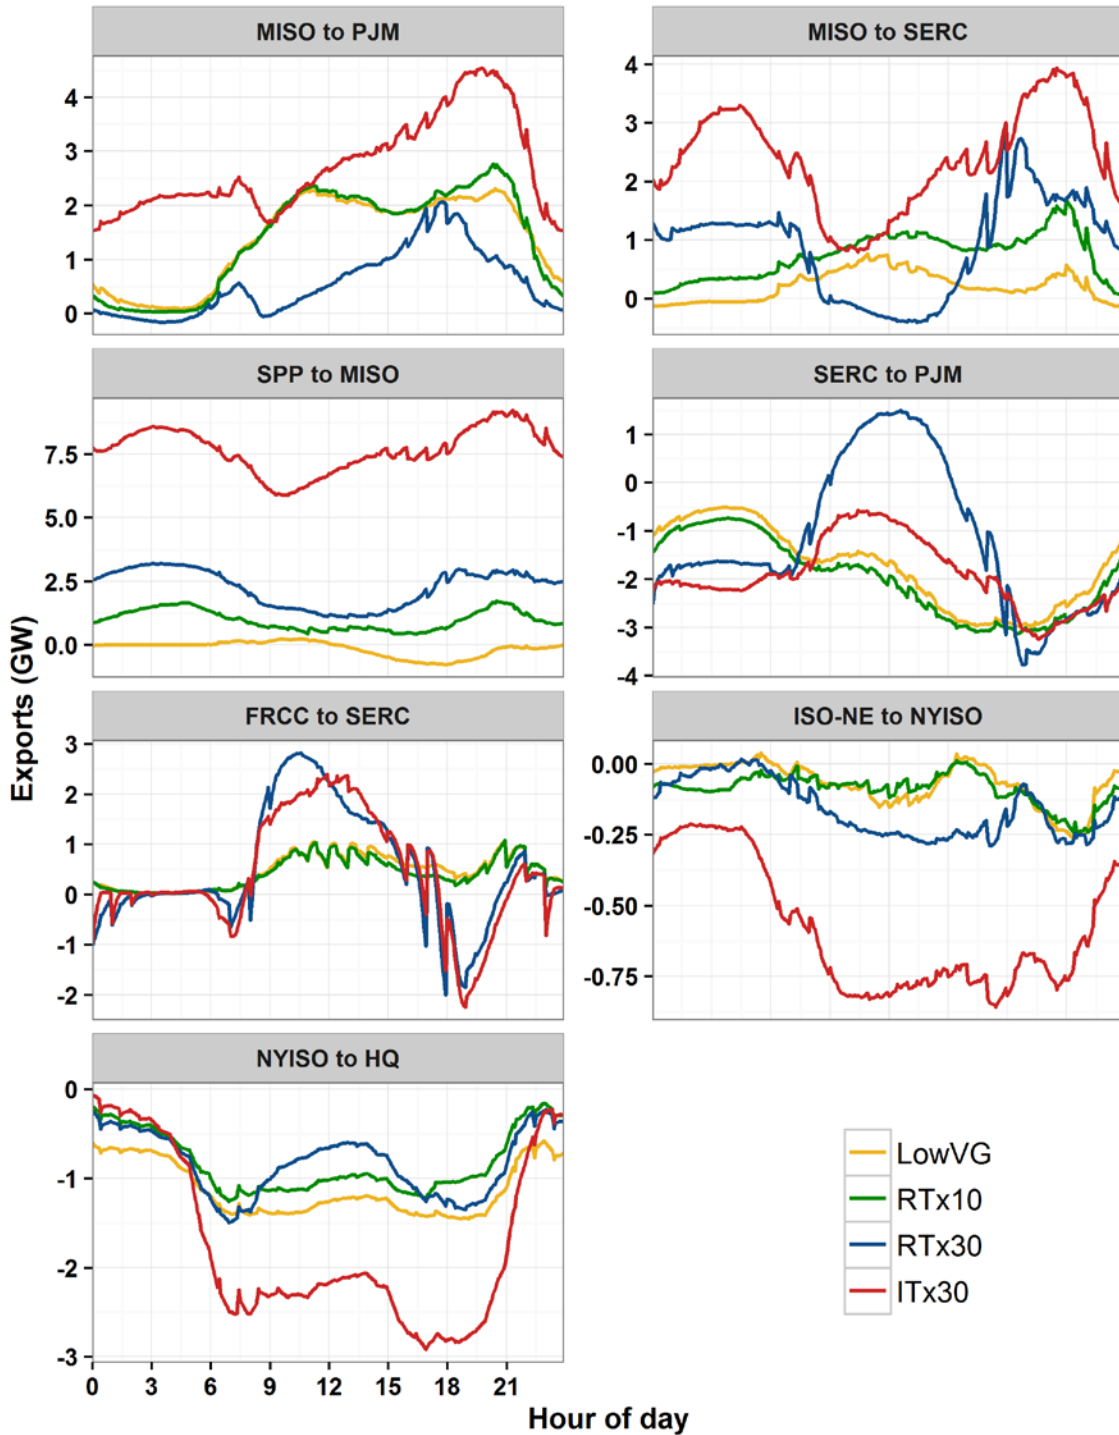 MISO to PJM
MISO to SERC
4
3
2
1
0
4
3
2
1
0
SPP to MISO
SERC to PJM
7.5
5.0
2.5
0.0
1
0
-1
-2
-3
-4
Exports (GW)
FRCC to SERC
ISO-NE to NYISO
3
2
1
0
-1
-2
0.00
-0.25
-0.50
-0.75
NYISO to HQ
0
-1
-2
-3
0 3 6 9 12 15 18 21
Hour of day
LowVG
RTx10
RTx30
ITx30